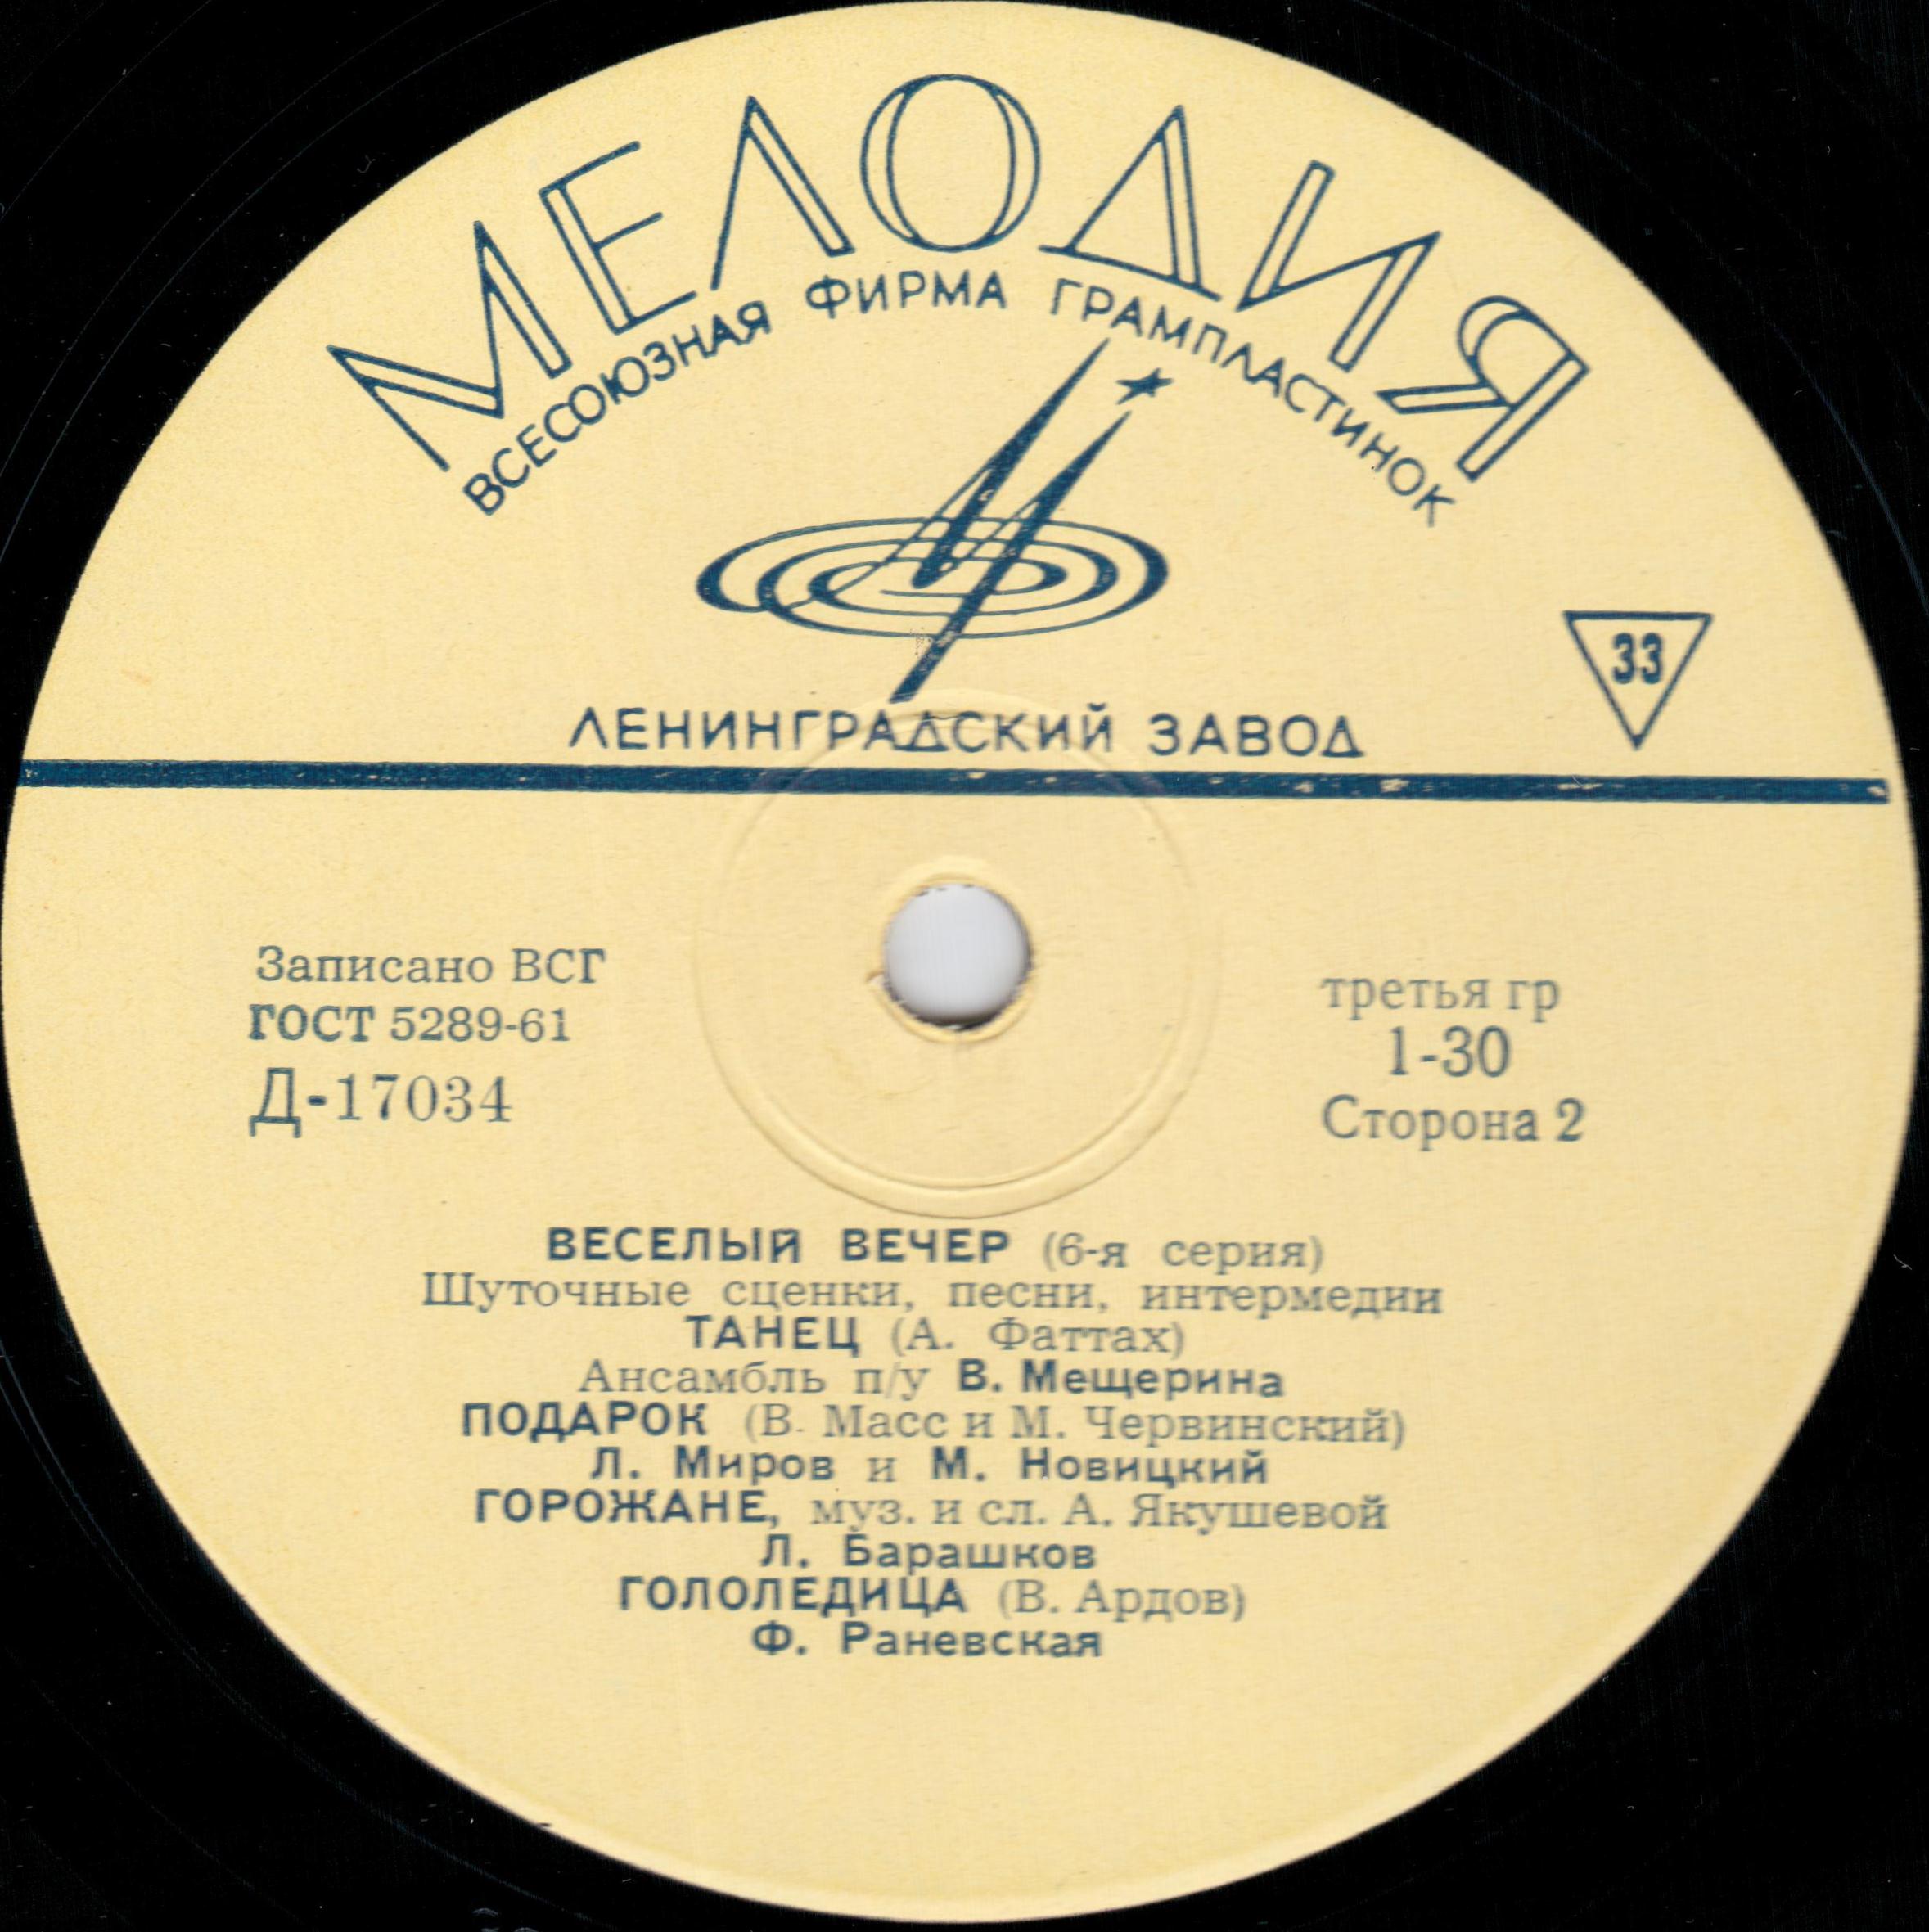 МЕЛОДИЯ
ВСЕСОЮЗНАЯ ФИРМА ГРАМПЛАСТИНОК
33
ЛЕНИНГРАДСКИЙ ЗАВОД
Записано ВСГ
ГОСТ 5289-61
Д-17034
третья гр
1-30
Сторона 2
ВЕСЕЛЫЙ ВЕЧЕР (6-я серия)
Шуточные сценки, песни, интермедии
ТАНЕЦ (А. Фаттах)
Ансамбль п/у В. Мещерина
ПОДАРОК (В. Масс и М. Червинский)
Л. Миров и М. Новицкий
ГОРОЖАНЕ, муз. и сл. А. Якушевой
Л. Барашков
ГОЛОЛЕДИЦА (В. Ардов)
Ф. Раневская